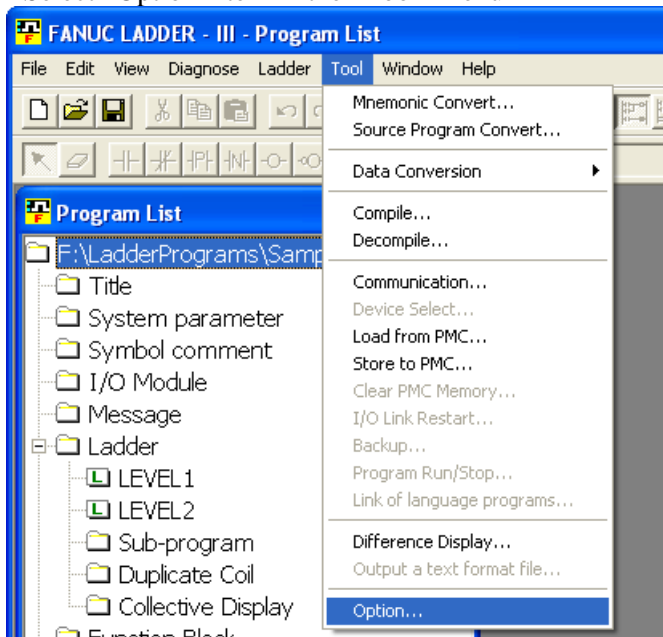 FANUC LADDER - III - Program List
File Edit View Diagnose Ladder Tool Window Help
Mnemonic Convert...
Source Program Convert...
Data Conversion
Compile...
Decompile...
Communication...
Device Select...
Load from PMC...
Store to PMC...
Clear PMC Memory...
I/O Link Restart...
Backup...
Program Run/Stop...
Link of language programs...
Difference Display...
Output a text format file...
Option...
Program List
F:\LadderPrograms\Samp
Title
System parameter
Symbol comment
I/O Module
Message
Ladder
L LEVEL1
L LEVEL2
Sub-program
Duplicate Coil
Collective Display
Function Block